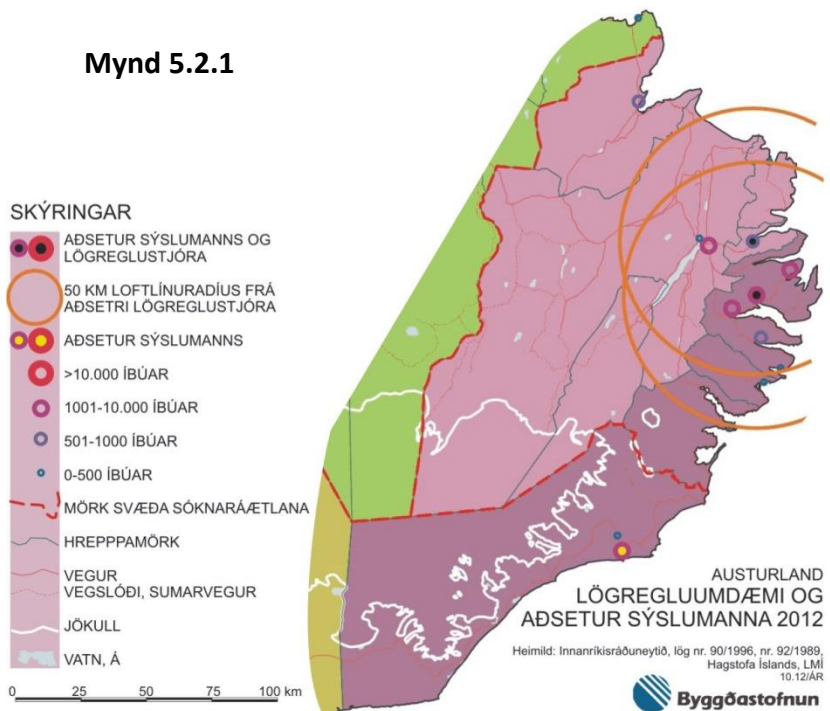 Mynd 5.2.1
SKÝRINGAR
AÐSETUR SÝSLUMANNS OG
LÖGREGLUSTJÓRA
50 KM LOFTLÍNURADÍUS FRÁ
AÐSETRI LÖGREGLUSTJÓRA
AÐSETUR SÝSLUMANNS
>10.000 ÍBÚAR
1001-10.000 ÍBÚAR
501-1000 ÍBÚAR
0-500 ÍBÚAR
MÖRK SVÆÐA SÓKNARÁÆTLANA
HREPPPAMÖRK
VEGUR
VEGSLÓÐI, SUMARVEGUR
JÖKULL
VATN, Á
0 25 50 75 100 km
AUSTURLAND
LÖGREGLUUMDÆMI OG
AÐSETUR SÝSLUMANNA 2012
Heimild: Innanríkisráðuneytið, lög nr. 90/1996, nr. 92/1989,
Hagstofa Íslands, LMÍ
10.12/ÁR
Byggðastofnun